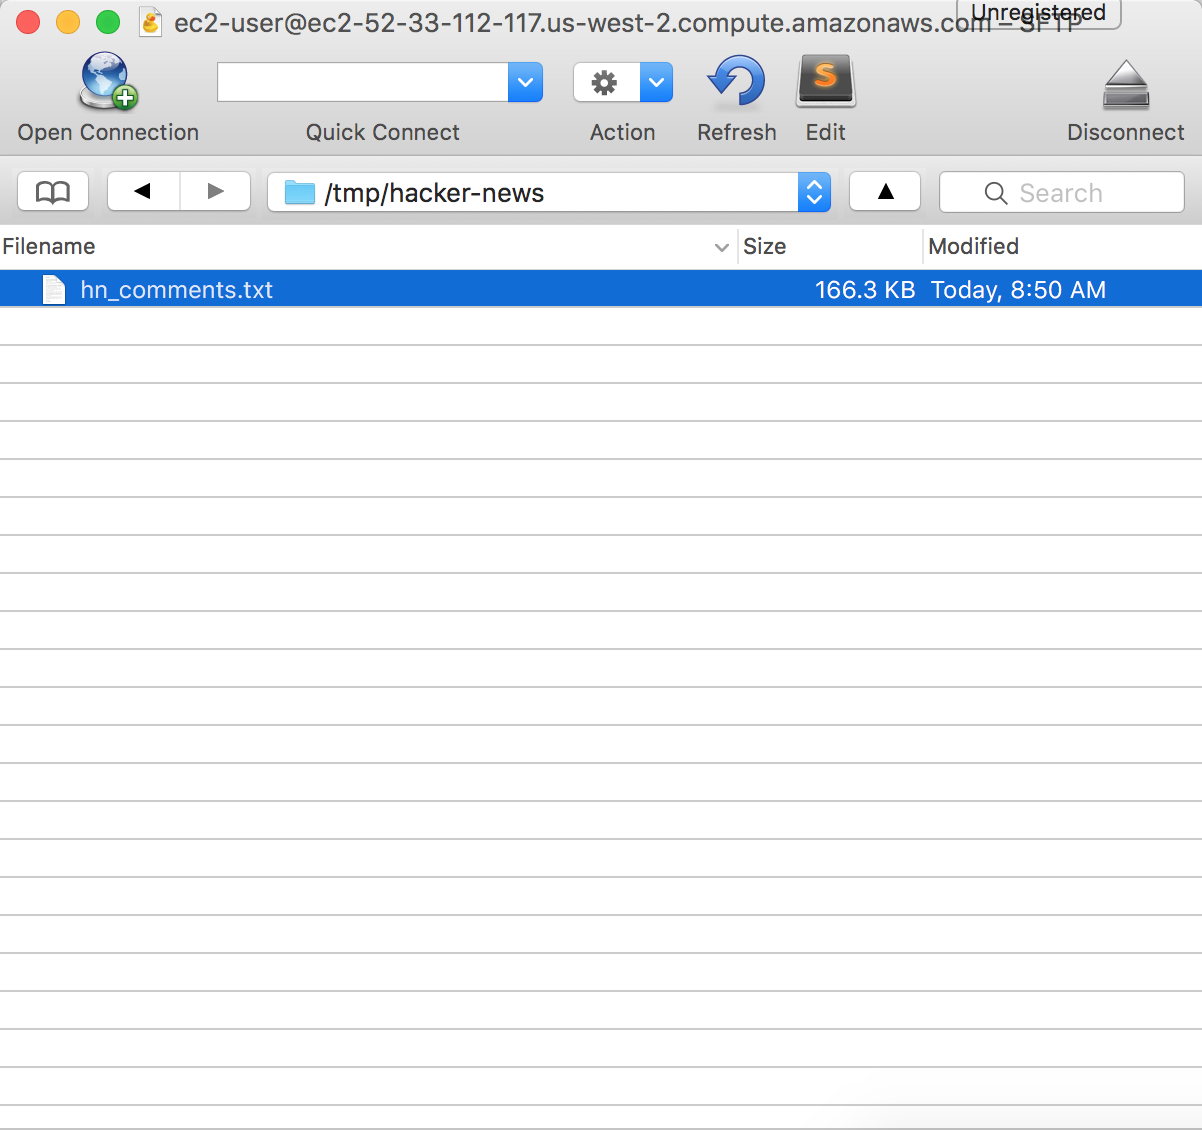 ec2-user@ec2-52-33-112-117.us-west-2.compute.amazonaws.com – SFTP
Unregistered
Open Connection
Quick Connect
Action
Refresh
S
Edit
Disconnect
/tmp/hacker-news
Search
Filename Size Modified
hn_comments.txt 166.3 KB Today, 8:50 AM